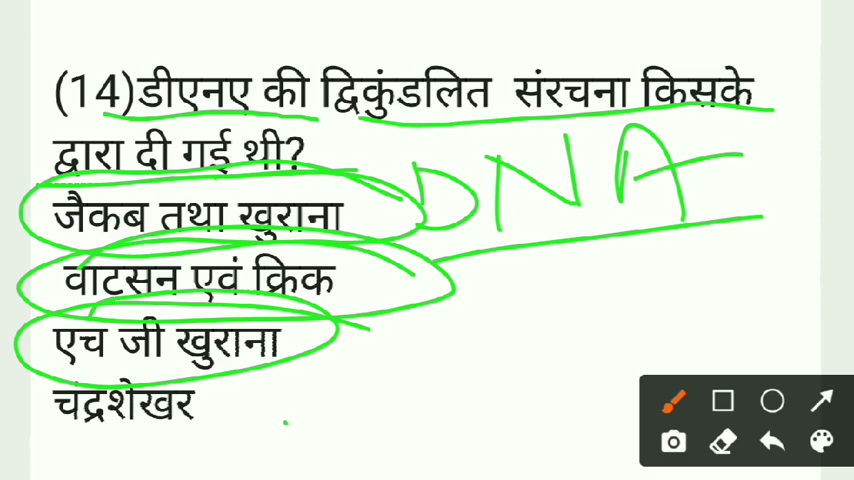 (14)डीएनए की द्विकुंडलित संरचना किसके
द्वारा दी गई थी?
DNA
जैकब तथा खुराना
वाटसन एवं क्रिक
एच जी खुराना
चंद्रशेखर